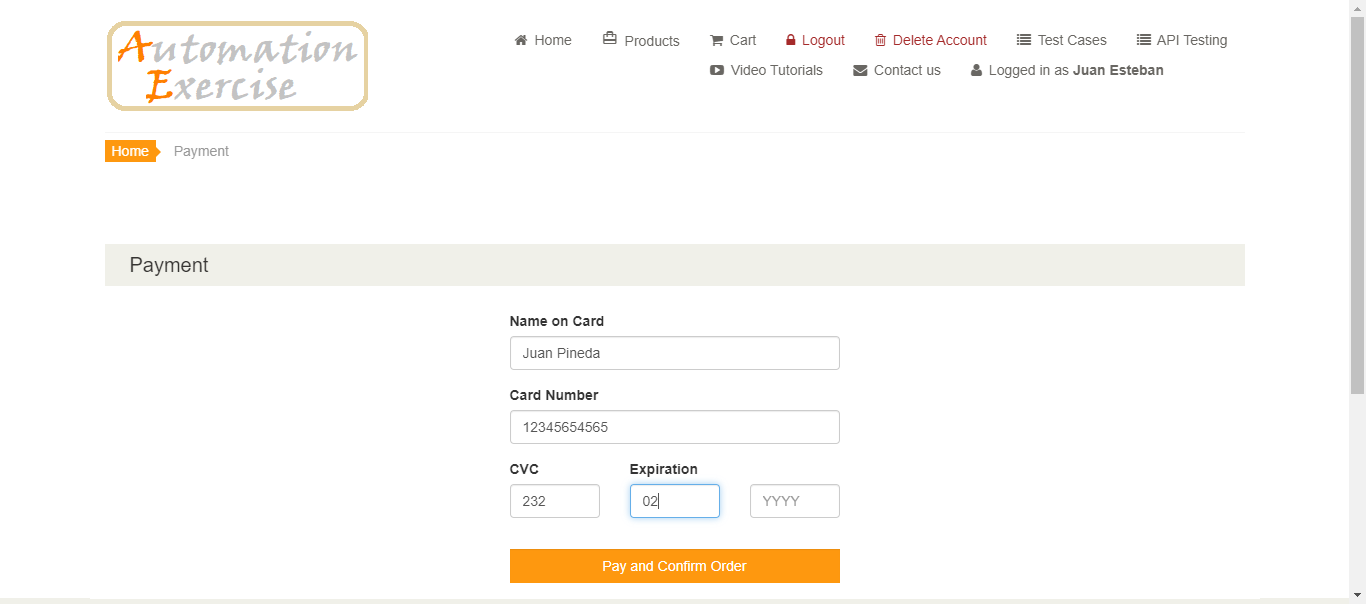 Automation
Exercise
Home Products Cart Logout Delete Account Test Cases API Testing
Video Tutorials Contact us Logged in as Juan Esteban
Home Payment
Payment
Name on Card
Juan Pineda
Card Number
12345654565
CVC Expiration
232 02 YYYY
Pay and Confirm Order